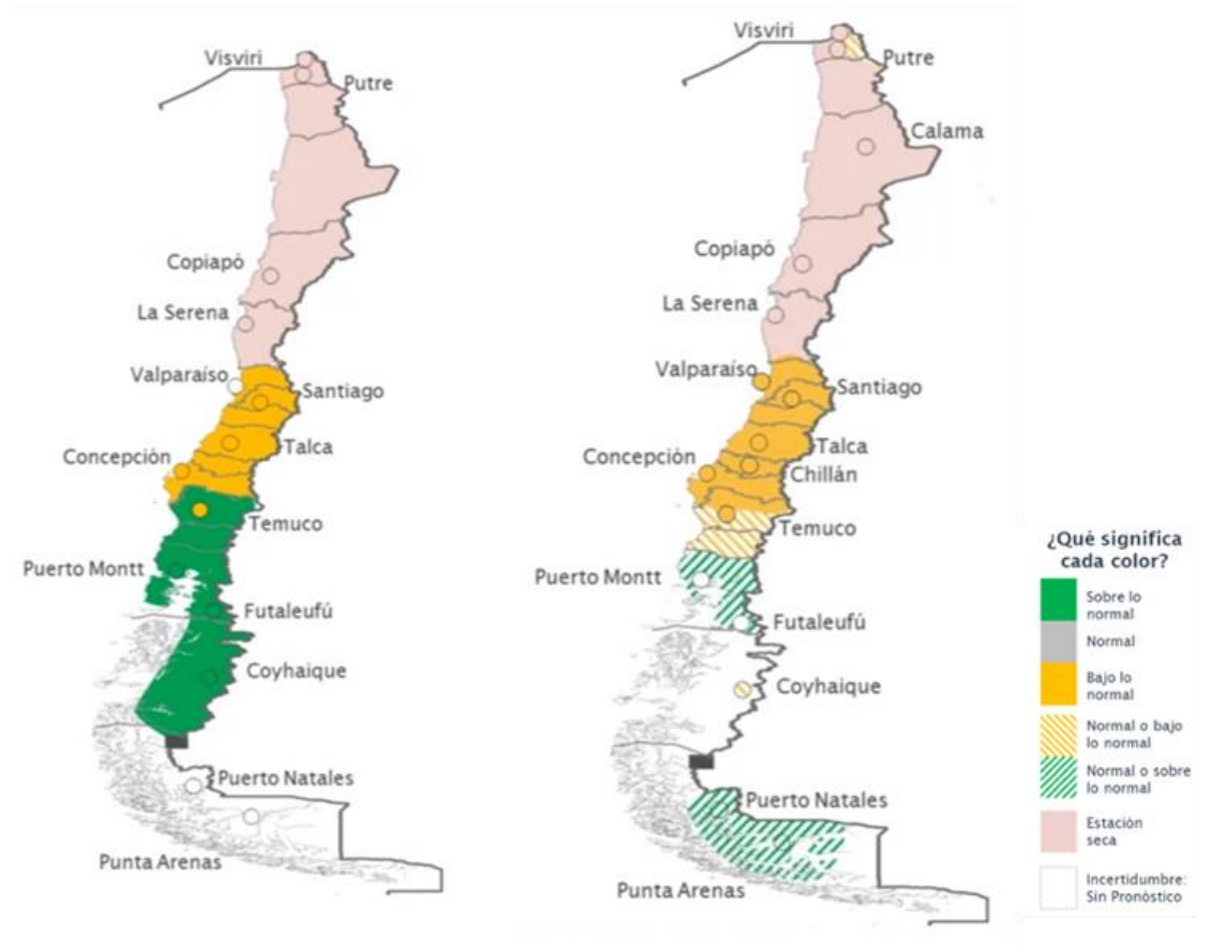 Visviri
Putre
Copiapó
La Serena
Valparaíso
Santiago
Talca
Concepción
Temuco
Puerto Montt
Futaleufú
Coyhaique
Puerto Natales
Punta Arenas
Visviri
Putre
Calama
Copiapó
La Serena
Valparaíso
Santiago
Talca
Concepción
Chillán
Temuco
Puerto Montt
Futaleufú
Coyhaique
Puerto Natales
Punta Arenas
¿Qué significa
cada color?
Sobre lo
normal
Normal
Bajo lo
normal
Normal o bajo
lo normal
Normal o sobre
lo normal
Estación
seca
Incertidumbre:
Sin Pronóstico